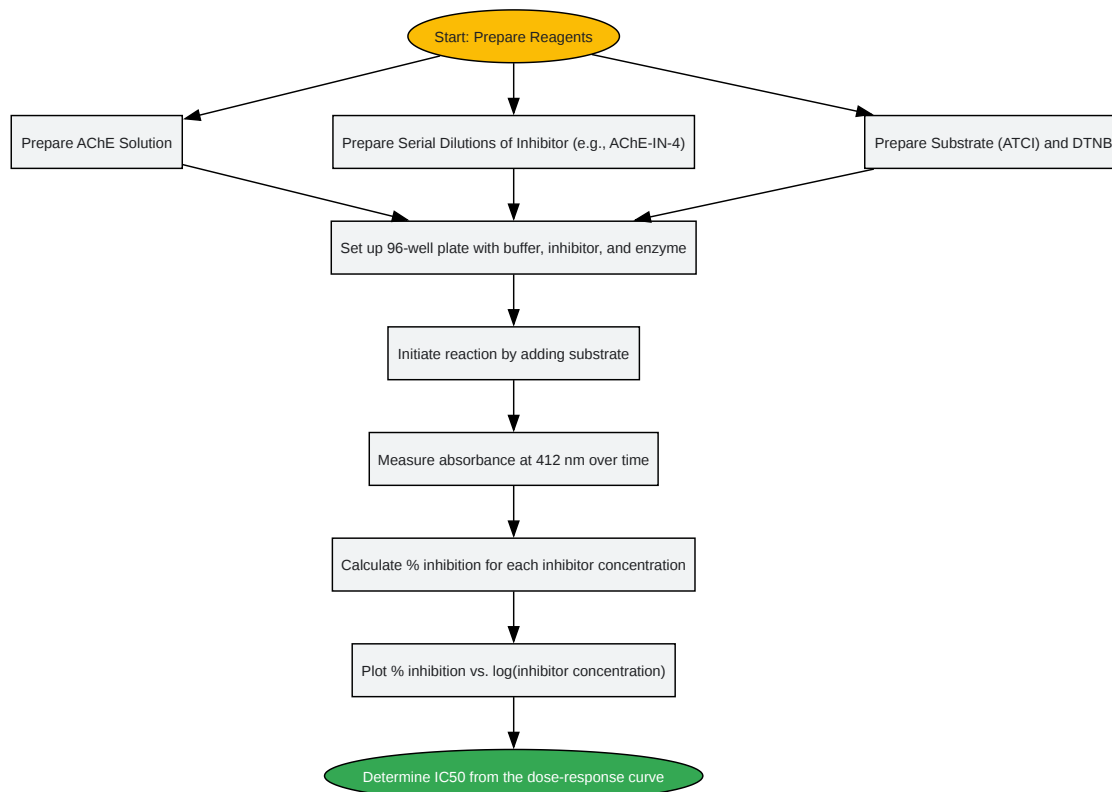 Start: Prepare Reagents
Prepare AChE Solution
Prepare Serial Dilutions of Inhibitor (e.g., AChE-IN-4)
Prepare Substrate (ATCI) and DTNB
Set up 96-well plate with buffer, inhibitor, and enzyme
Initiate reaction by adding substrate
Measure absorbance at 412 nm over time
Calculate % inhibition for each inhibitor concentration
Plot % inhibition vs. log(inhibitor concentration)
Determine IC50 from the dose-response curve